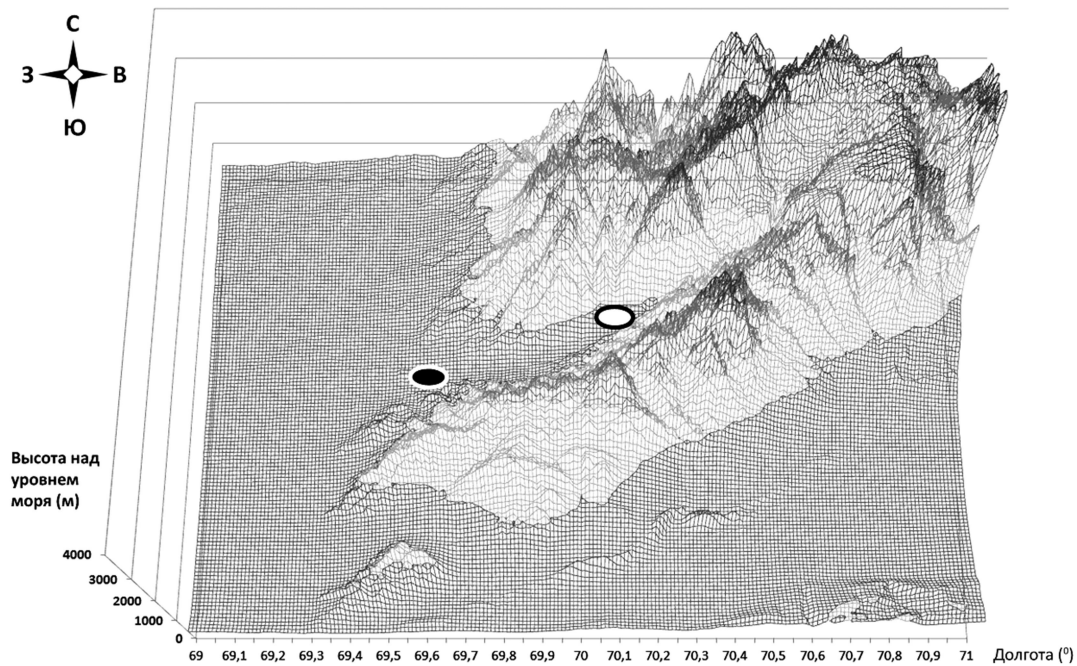 С
З В
Ю
Высота над
уровнем
моря (м)
4000
3000
2000
1000
0
69 69,1 69,2 69,3 69,4 69,5 69,6 69,7 69,8 69,9 70 70,1 70,2 70,3 70,4 70,5 70,6 70,7 70,8 70,9 71 Долгота (⁰)